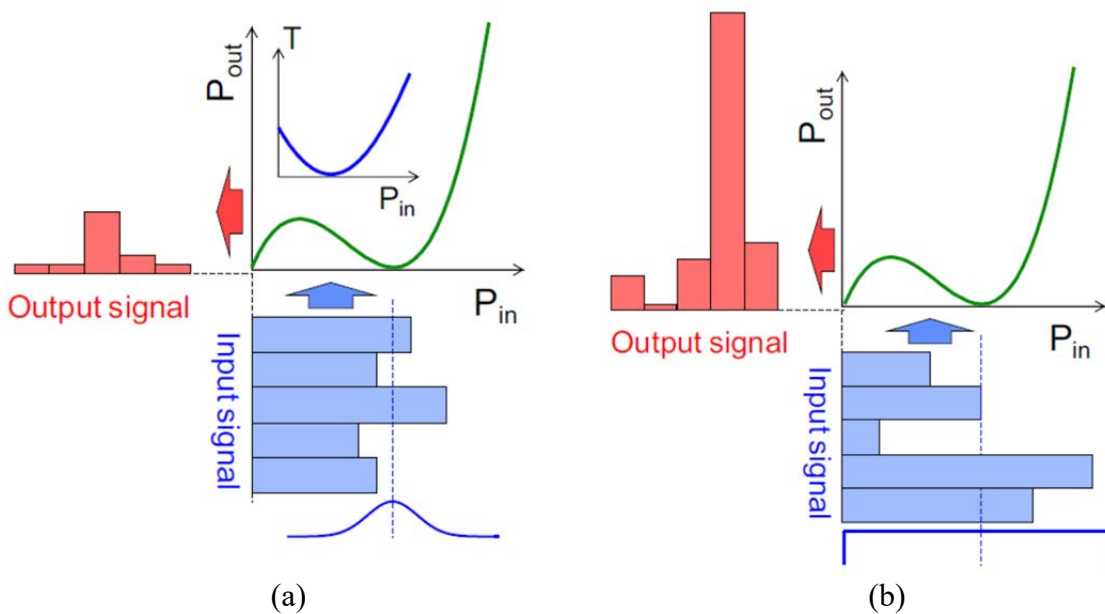 T
P_out
P_in
P_in
Output signal
Input signal
(a)
P_out
P_in
Output signal
Input signal
(b)